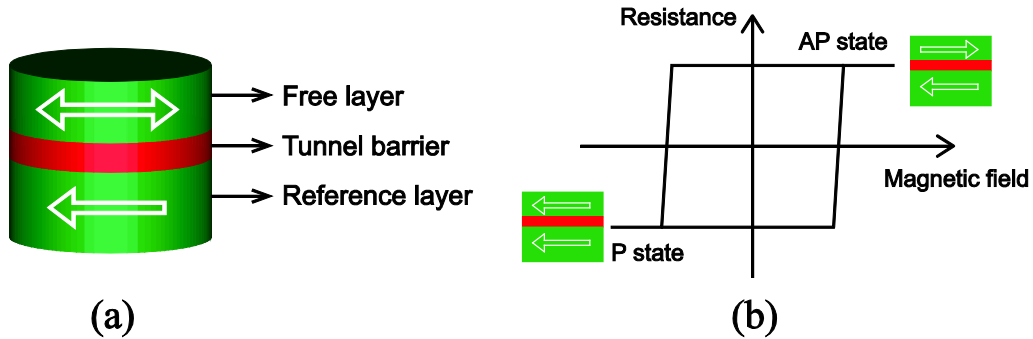 Free layer
Tunnel barrier
Reference layer
(a)
Resistance
AP state
Magnetic field
P state
(b)